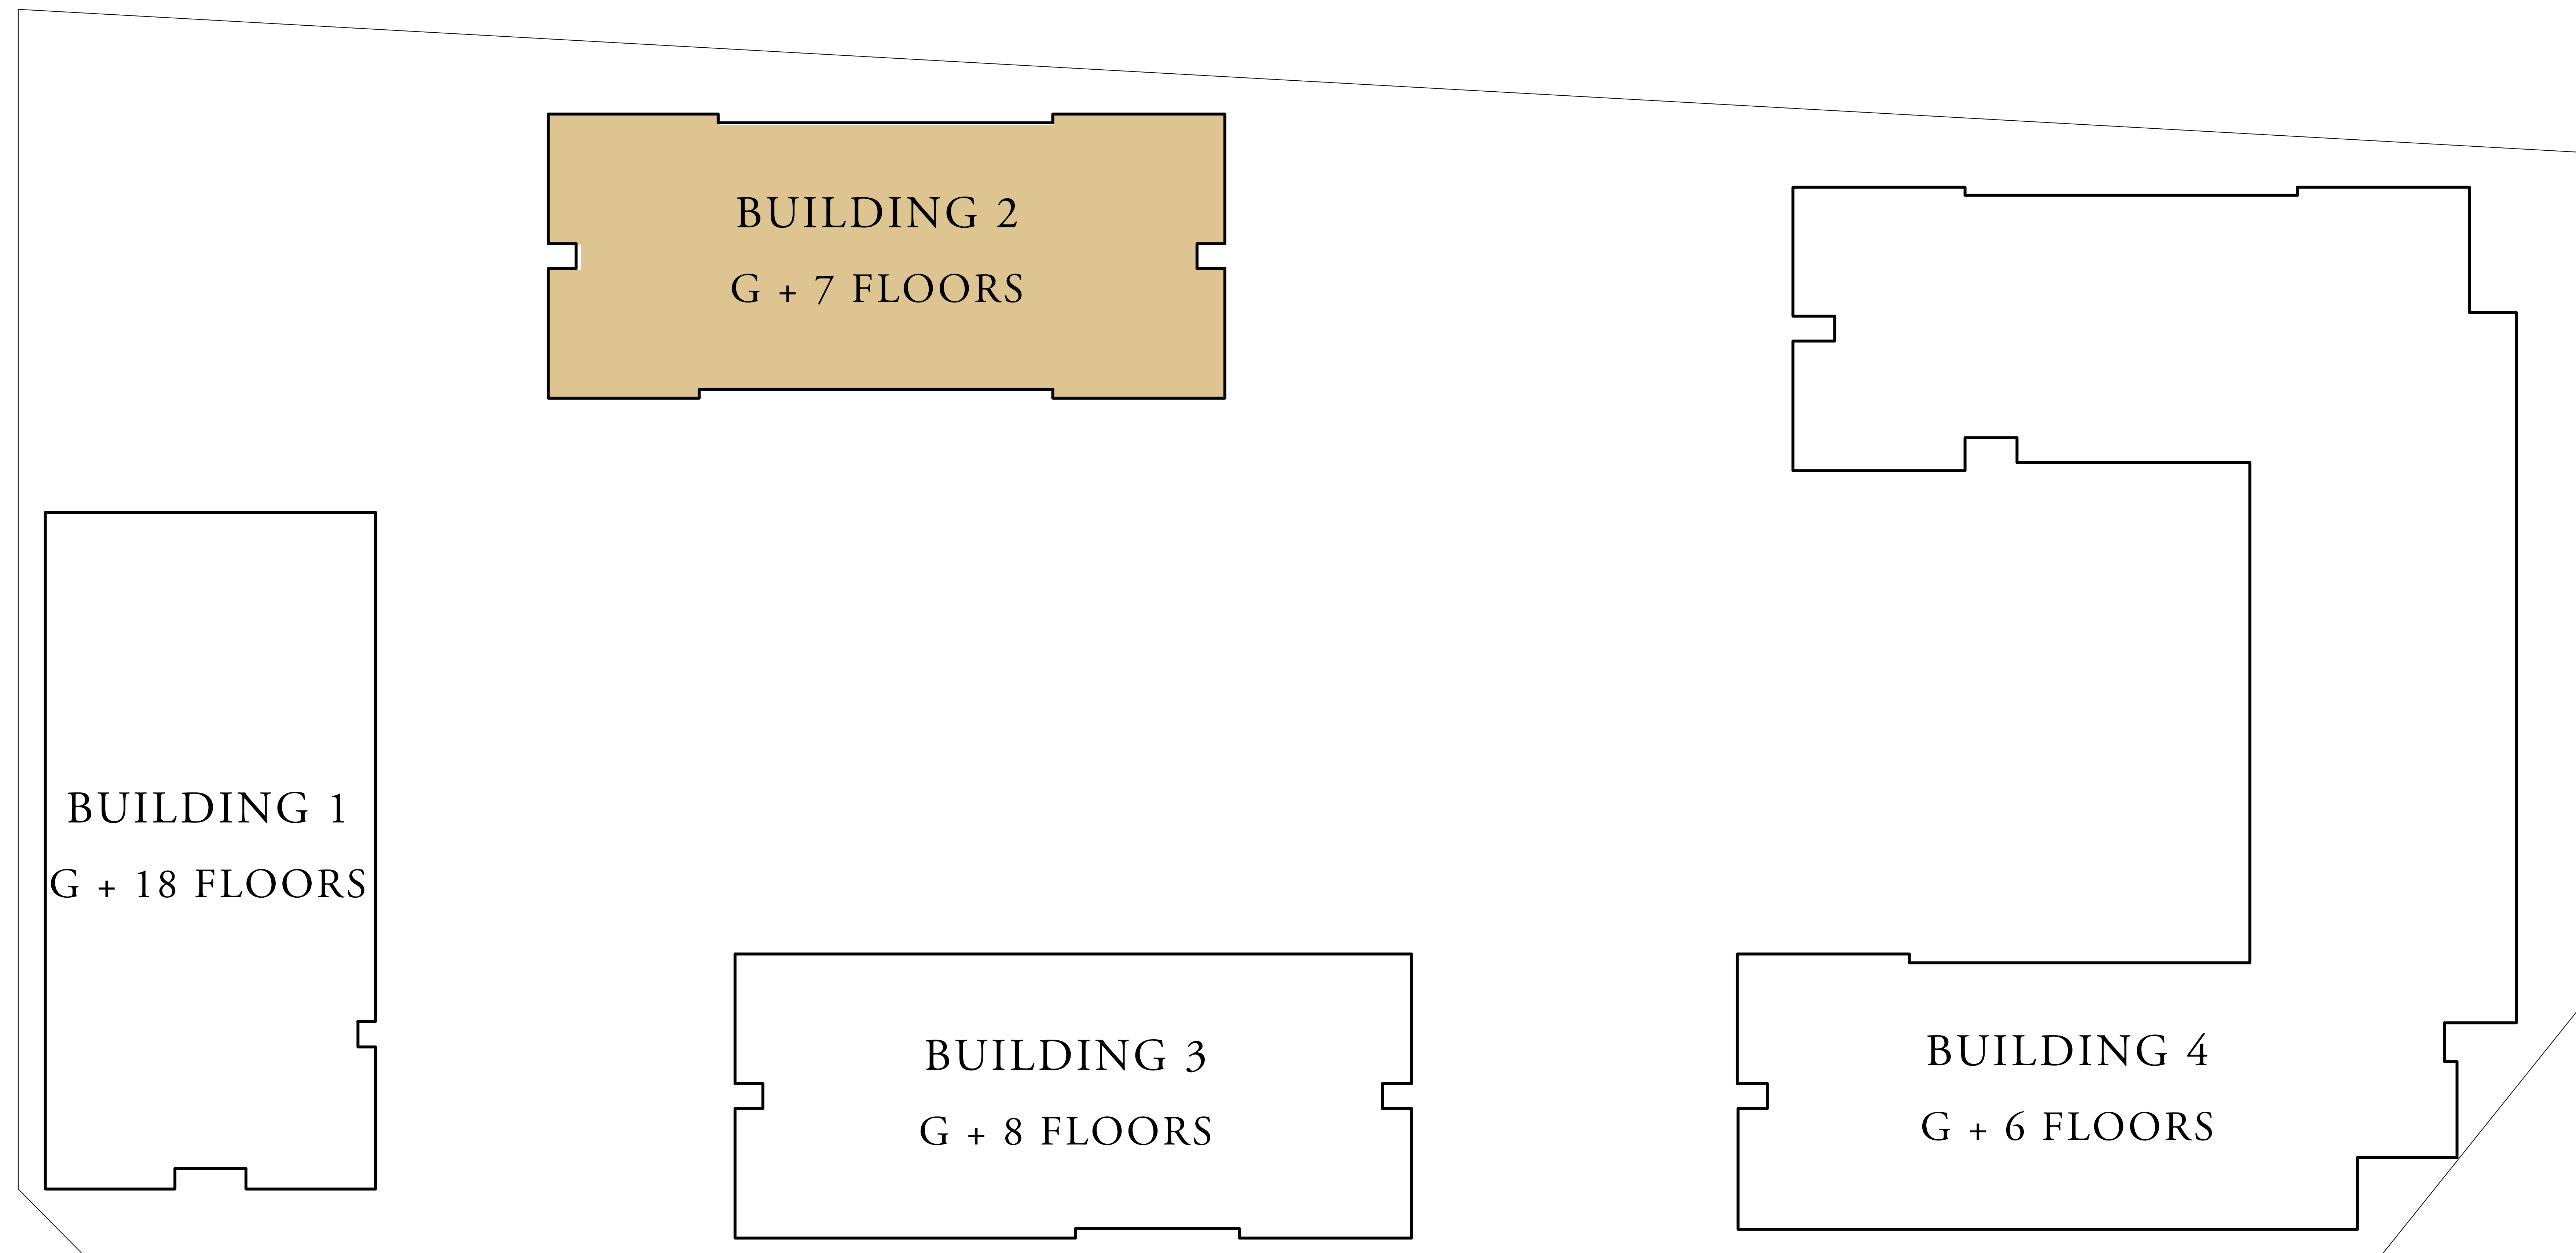 BUILDING 2
G + 7 FLOORS
BUILDING 1
G + 18 FLOORS
BUILDING 3
G + 8 FLOORS
BUILDING 4
G + 6 FLOORS